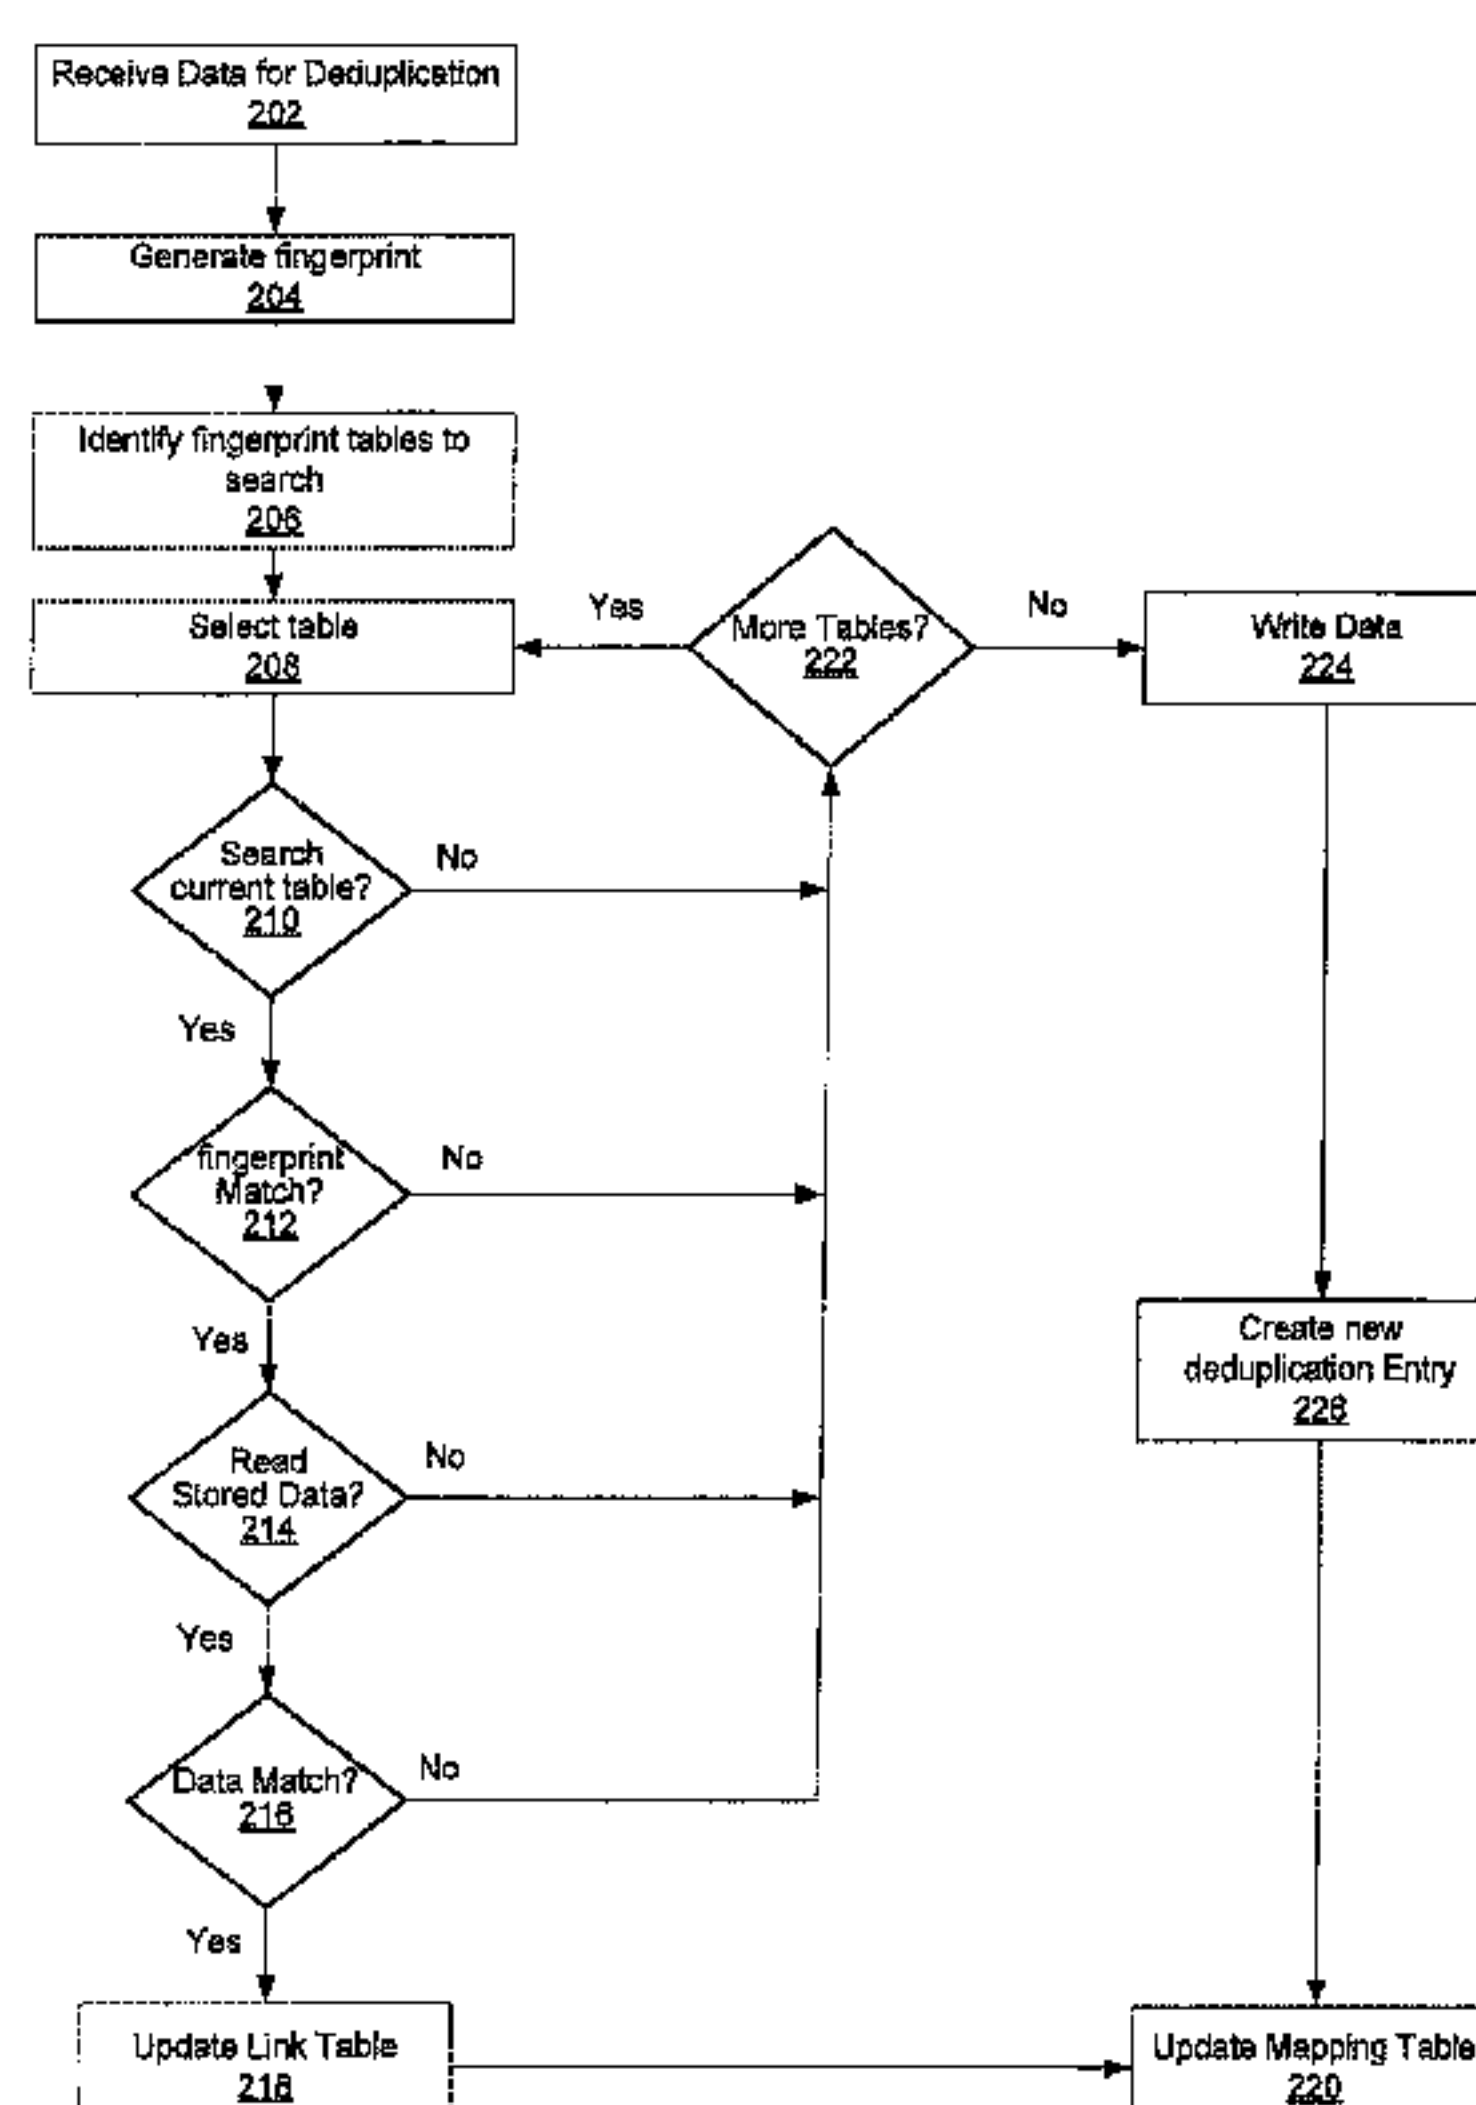 Receive Data for Deduplication
202
Generate fingerprint
204
Identify fingerprint tables to
search
206
Select table
208
Yes
More Tables?
222
No
Write Data
224
Search
current table?
210
No
Yes
fingerprint
Match?
212
No
Yes
Read
Stored Data?
214
No
Yes
Data Match?
216
No
Yes
Create new
deduplication Entry
226
Update Link Table
218
Update Mapping Table
220